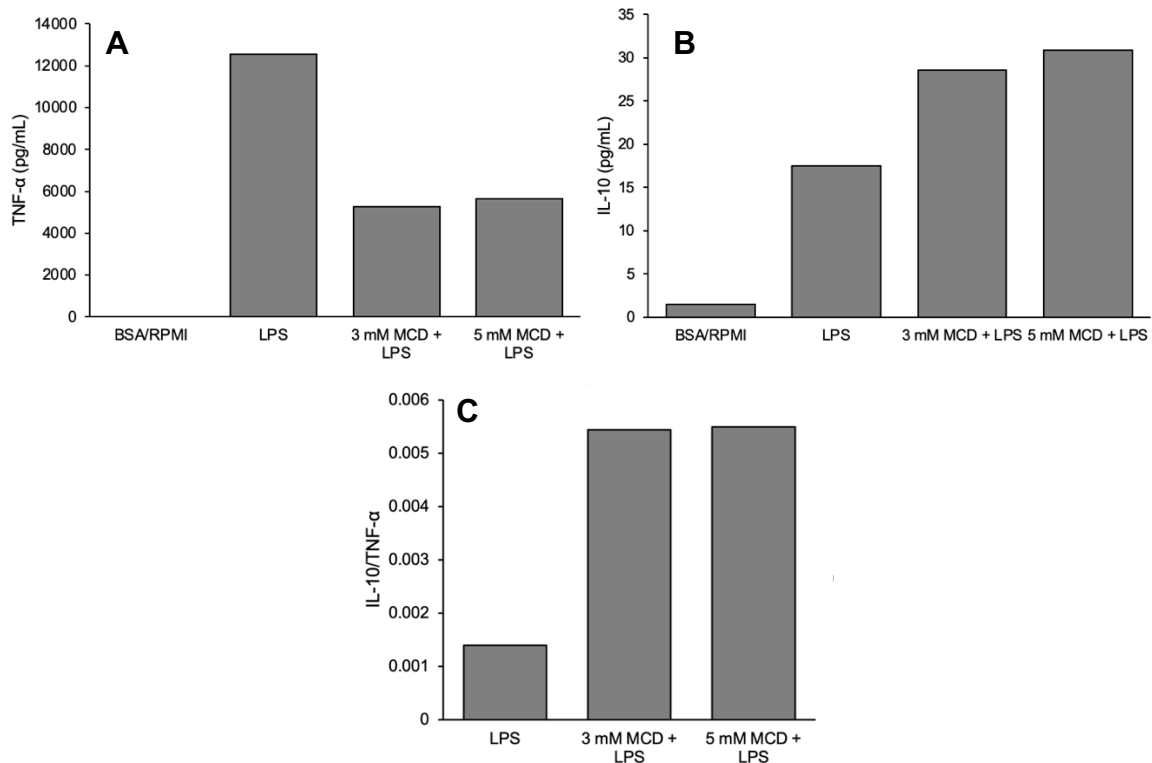 A
14000
12000
10000
8000
6000
4000
2000
0
TNF-α (pg/mL)
BSA/RPMI LPS 3 mM MCD + 5 mM MCD +
LPS LPS
B
35
30
25
20
15
10
5
0
IL-10 (pg/mL)
BSA/RPMI LPS 3 mM MCD + LPS 5 mM MCD + LPS
C
0.006
0.005
0.004
0.003
0.002
0.001
0
IL-10/TNF-α
LPS 3 mM MCD + 5 mM MCD +
LPS LPS